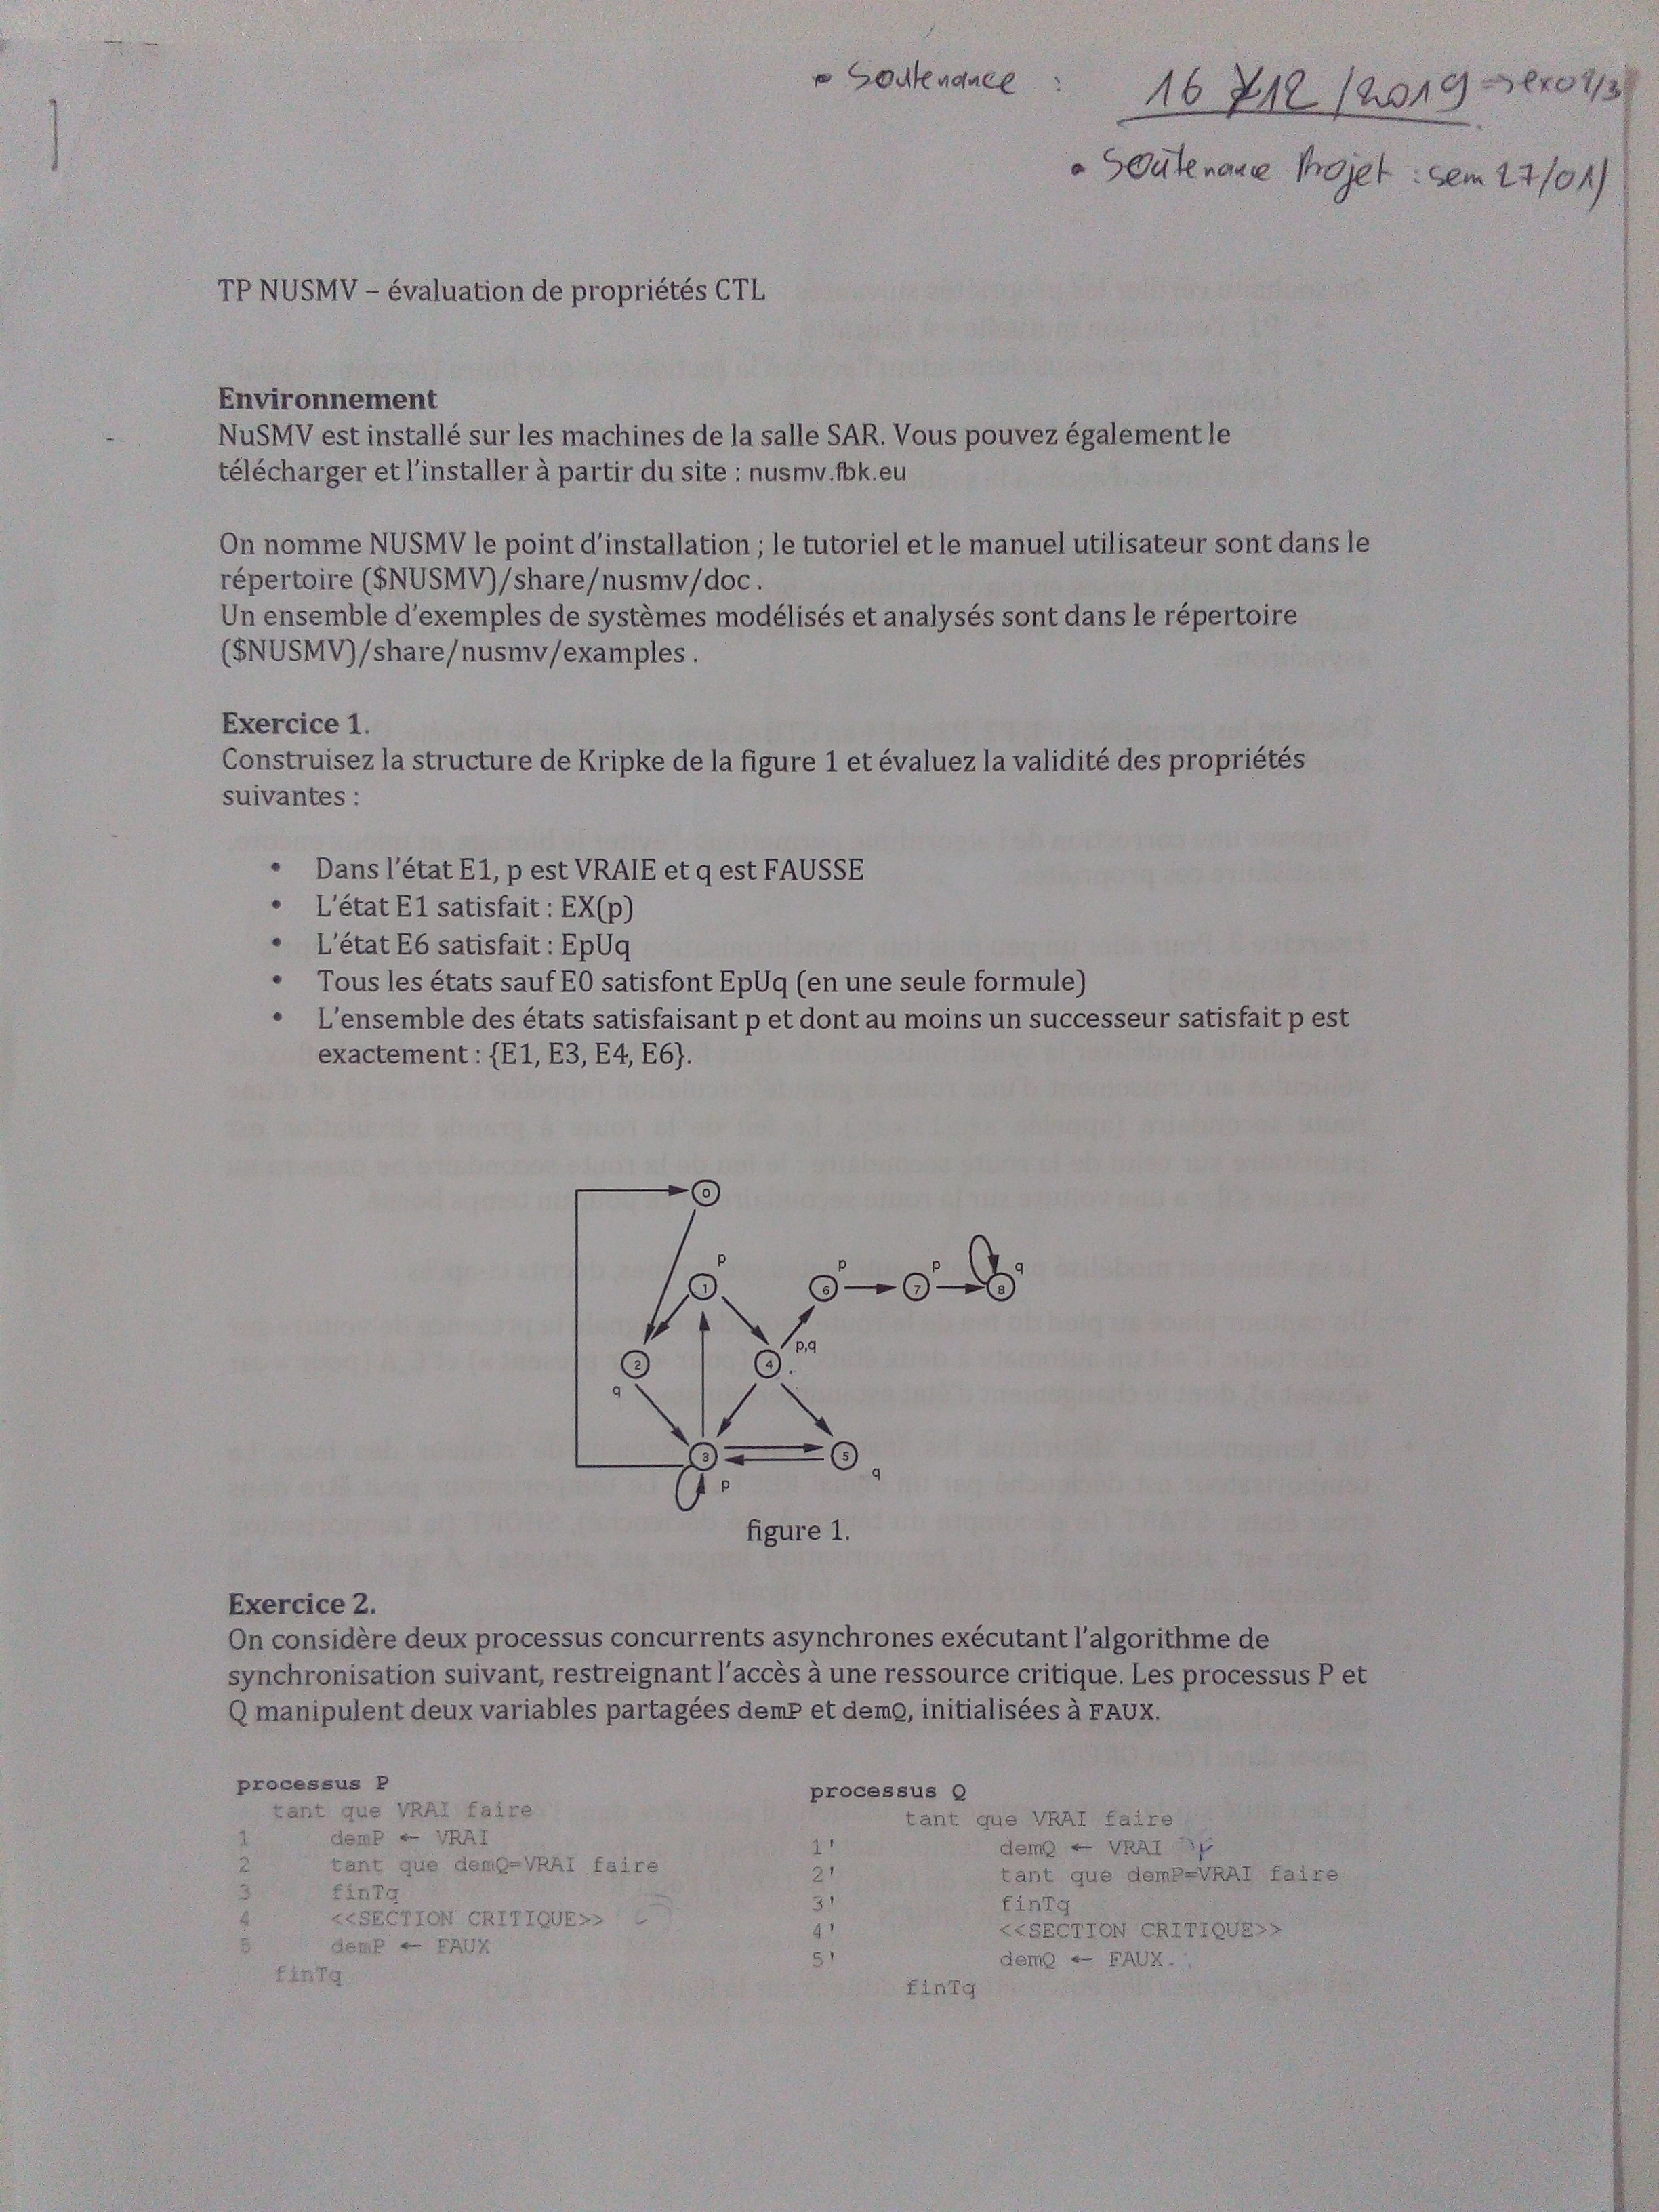 • Soutenance : 16 /12 /2019 => exo 2/3
• Soutenance Projet : sem 27/01/
TP NUSMV – évaluation de propriétés CTL
Environnement
NuSMV est installé sur les machines de la salle SAR. Vous pouvez également le
télécharger et l'installer à partir du site : nusmv.fbk.eu
On nomme NUSMV le point d'installation ; le tutoriel et le manuel utilisateur sont dans le
répertoire ($NUSMV)/share/nusmv/doc .
Un ensemble d'exemples de systèmes modélisés et analysés sont dans le répertoire
($NUSMV)/share/nusmv/examples .
Exercice 1.
Construisez la structure de Kripke de la figure 1 et évaluez la validité des propriétés
suivantes :
• Dans l'état E1, p est VRAIE et q est FAUSSE
• L'état E1 satisfait : EX(p)
• L'état E6 satisfait : EpUq
• Tous les états sauf E0 satisfont EpUq (en une seule formule)
• L'ensemble des états satisfaisant p et dont au moins un successeur satisfait p est
exactement : {E1, E3, E4, E6}.
0
p p p q
1 6 7 8
p,q
2 4
q
3 5
p q
figure 1.
Exercice 2.
On considère deux processus concurrents asynchrones exécutant l'algorithme de
synchronisation suivant, restreignant l'accès à une ressource critique. Les processus P et
Q manipulent deux variables partagées demP et demQ, initialisées à FAUX.
processus P
tant que VRAI faire
1 demP ← VRAI
2 tant que demQ=VRAI faire
3 finTq
4 <<SECTION CRITIQUE>>
5 demP ← FAUX
finTq
processus Q
tant que VRAI faire
1' demQ ← VRAI
2' tant que demP=VRAI faire
3' finTq
4' <<SECTION CRITIQUE>>
5' demQ ← FAUX
finTq